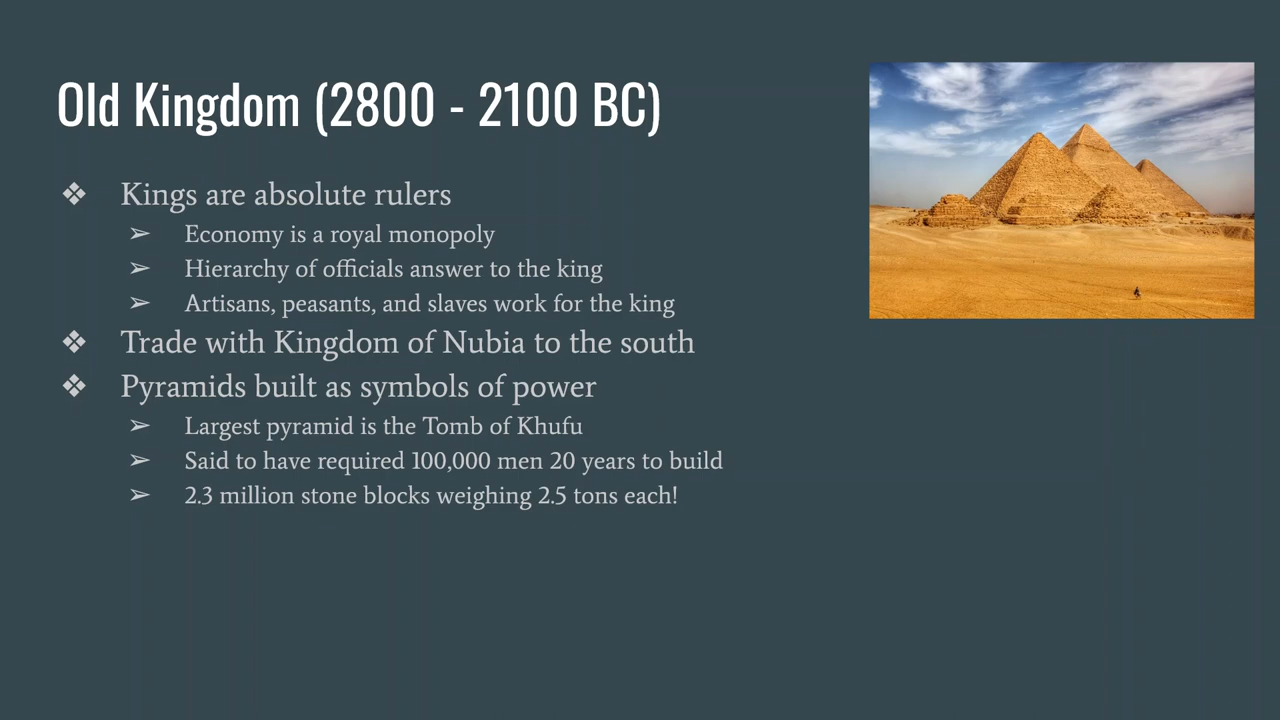 Old Kingdom (2800 - 2100 BC)
❖ Kings are absolute rulers
➢ Economy is a royal monopoly
➢ Hierarchy of officials answer to the king
➢ Artisans, peasants, and slaves work for the king
❖ Trade with Kingdom of Nubia to the south
❖ Pyramids built as symbols of power
➢ Largest pyramid is the Tomb of Khufu
➢ Said to have required 100,000 men 20 years to build
➢ 2.3 million stone blocks weighing 2.5 tons each!